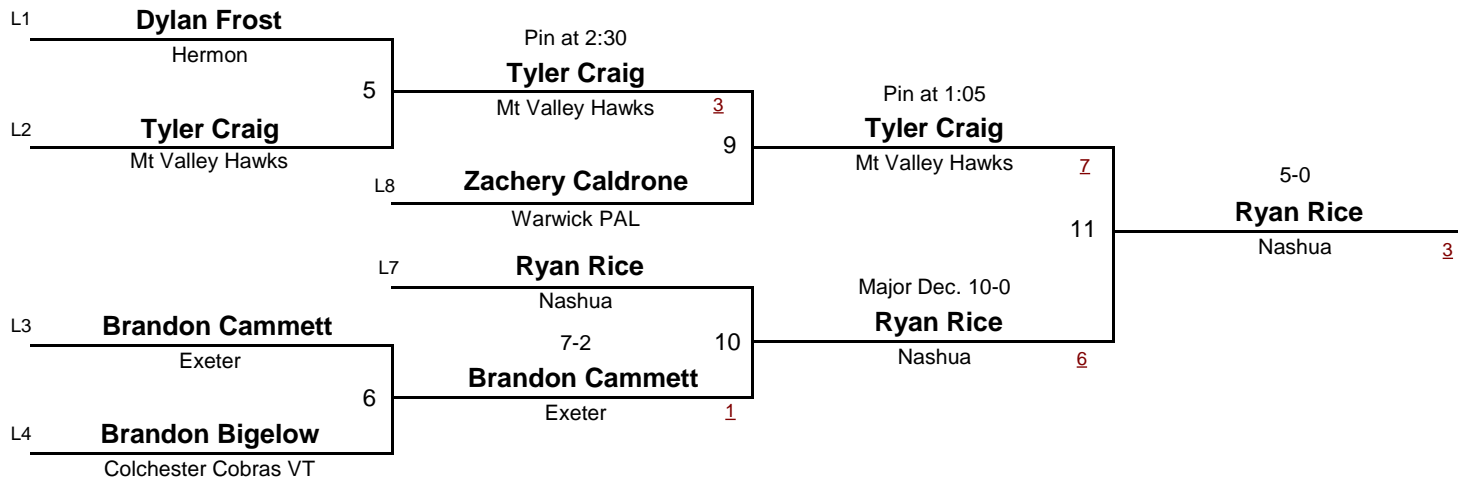 L1
Dylan Frost
Hermon
5
L2
Tyler Craig
Mt Valley Hawks
Pin at 2:30
Tyler Craig
Mt Valley Hawks
3
9
L8
Zachery Caldrone
Warwick PAL
L7
Ryan Rice
Nashua
L3
Brandon Cammett
Exeter
6
L4
Brandon Bigelow
Colchester Cobras VT
7-2
10
Brandon Cammett
Exeter
1
Pin at 1:05
Tyler Craig
Mt Valley Hawks
7
11
Major Dec. 10-0
Ryan Rice
Nashua
6
5-0
Ryan Rice
Nashua
3